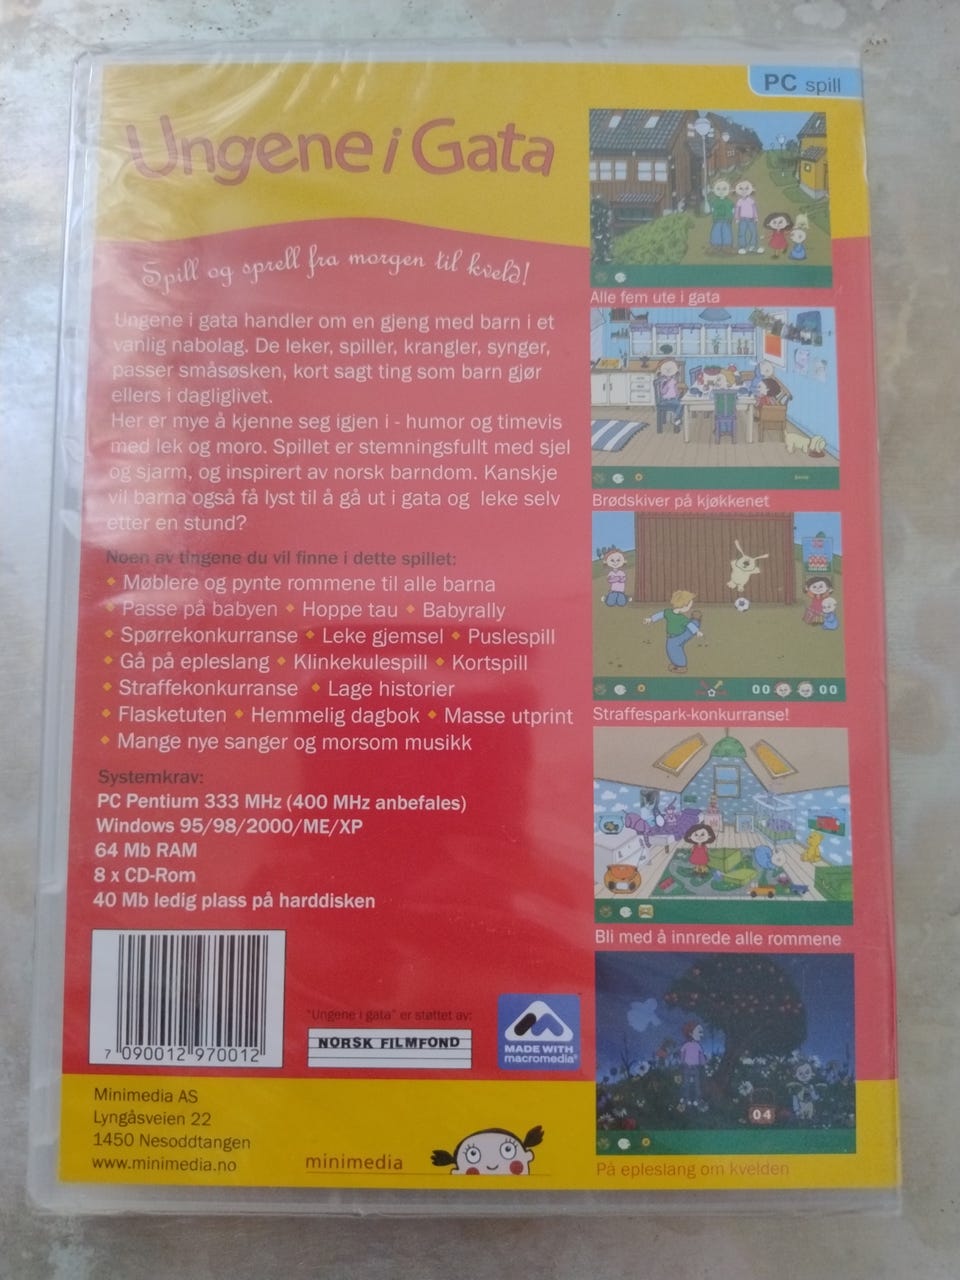 PC spill
Ungene i Gata
Spill og sprell fra morgen til kveld!
Ungene i gata handler om en gjeng med barn i et
vanlig nabolag. De leker, spiller, krangler, synger,
passer småsøsken, kort sagt ting som barn gjør
ellers i dagliglivet.
Her er mye å kjenne seg igjen i - humor og timevis
med lek og moro. Spillet er stemningsfullt med sjel
og sjarm, og inspirert av norsk barndom. Kanskje
vil barna også få lyst til å gå ut i gata og leke selv
etter en stund?
Noen av tingene du vil finne i dette spillet:
• Møblere og pynte rommene til alle barna
• Passe på babyen • Hoppe tau • Babyrally
• Spørrekonkurranse • Leke gjemsel • Puslespill
• Gå på epleslang • Klinkekulespill • Kortspill
• Straffekonkurranse • Lage historier
• Flasketuten • Hemmelig dagbok • Masse utprint
• Mange nye sanger og morsom musikk
Systemkrav:
PC Pentium 333 MHz (400 MHz anbefales)
Windows 95/98/2000/ME/XP
64 Mb RAM
8 x CD-Rom
40 Mb ledig plass på harddisken
7 090012 970012
"Ungene i gata" er støttet av:
NORSK FILMFOND
MADE WITH
macromedia®
Minimedia AS
Lyngåsveien 22
1450 Nesoddtangen
www.minimedia.no
minimedia
Alle fem ute i gata
Brødskiver på kjøkkenet
00 00
Straffespark-konkurranse!
Bli med å innrede alle rommene
04
På epleslang om kvelden